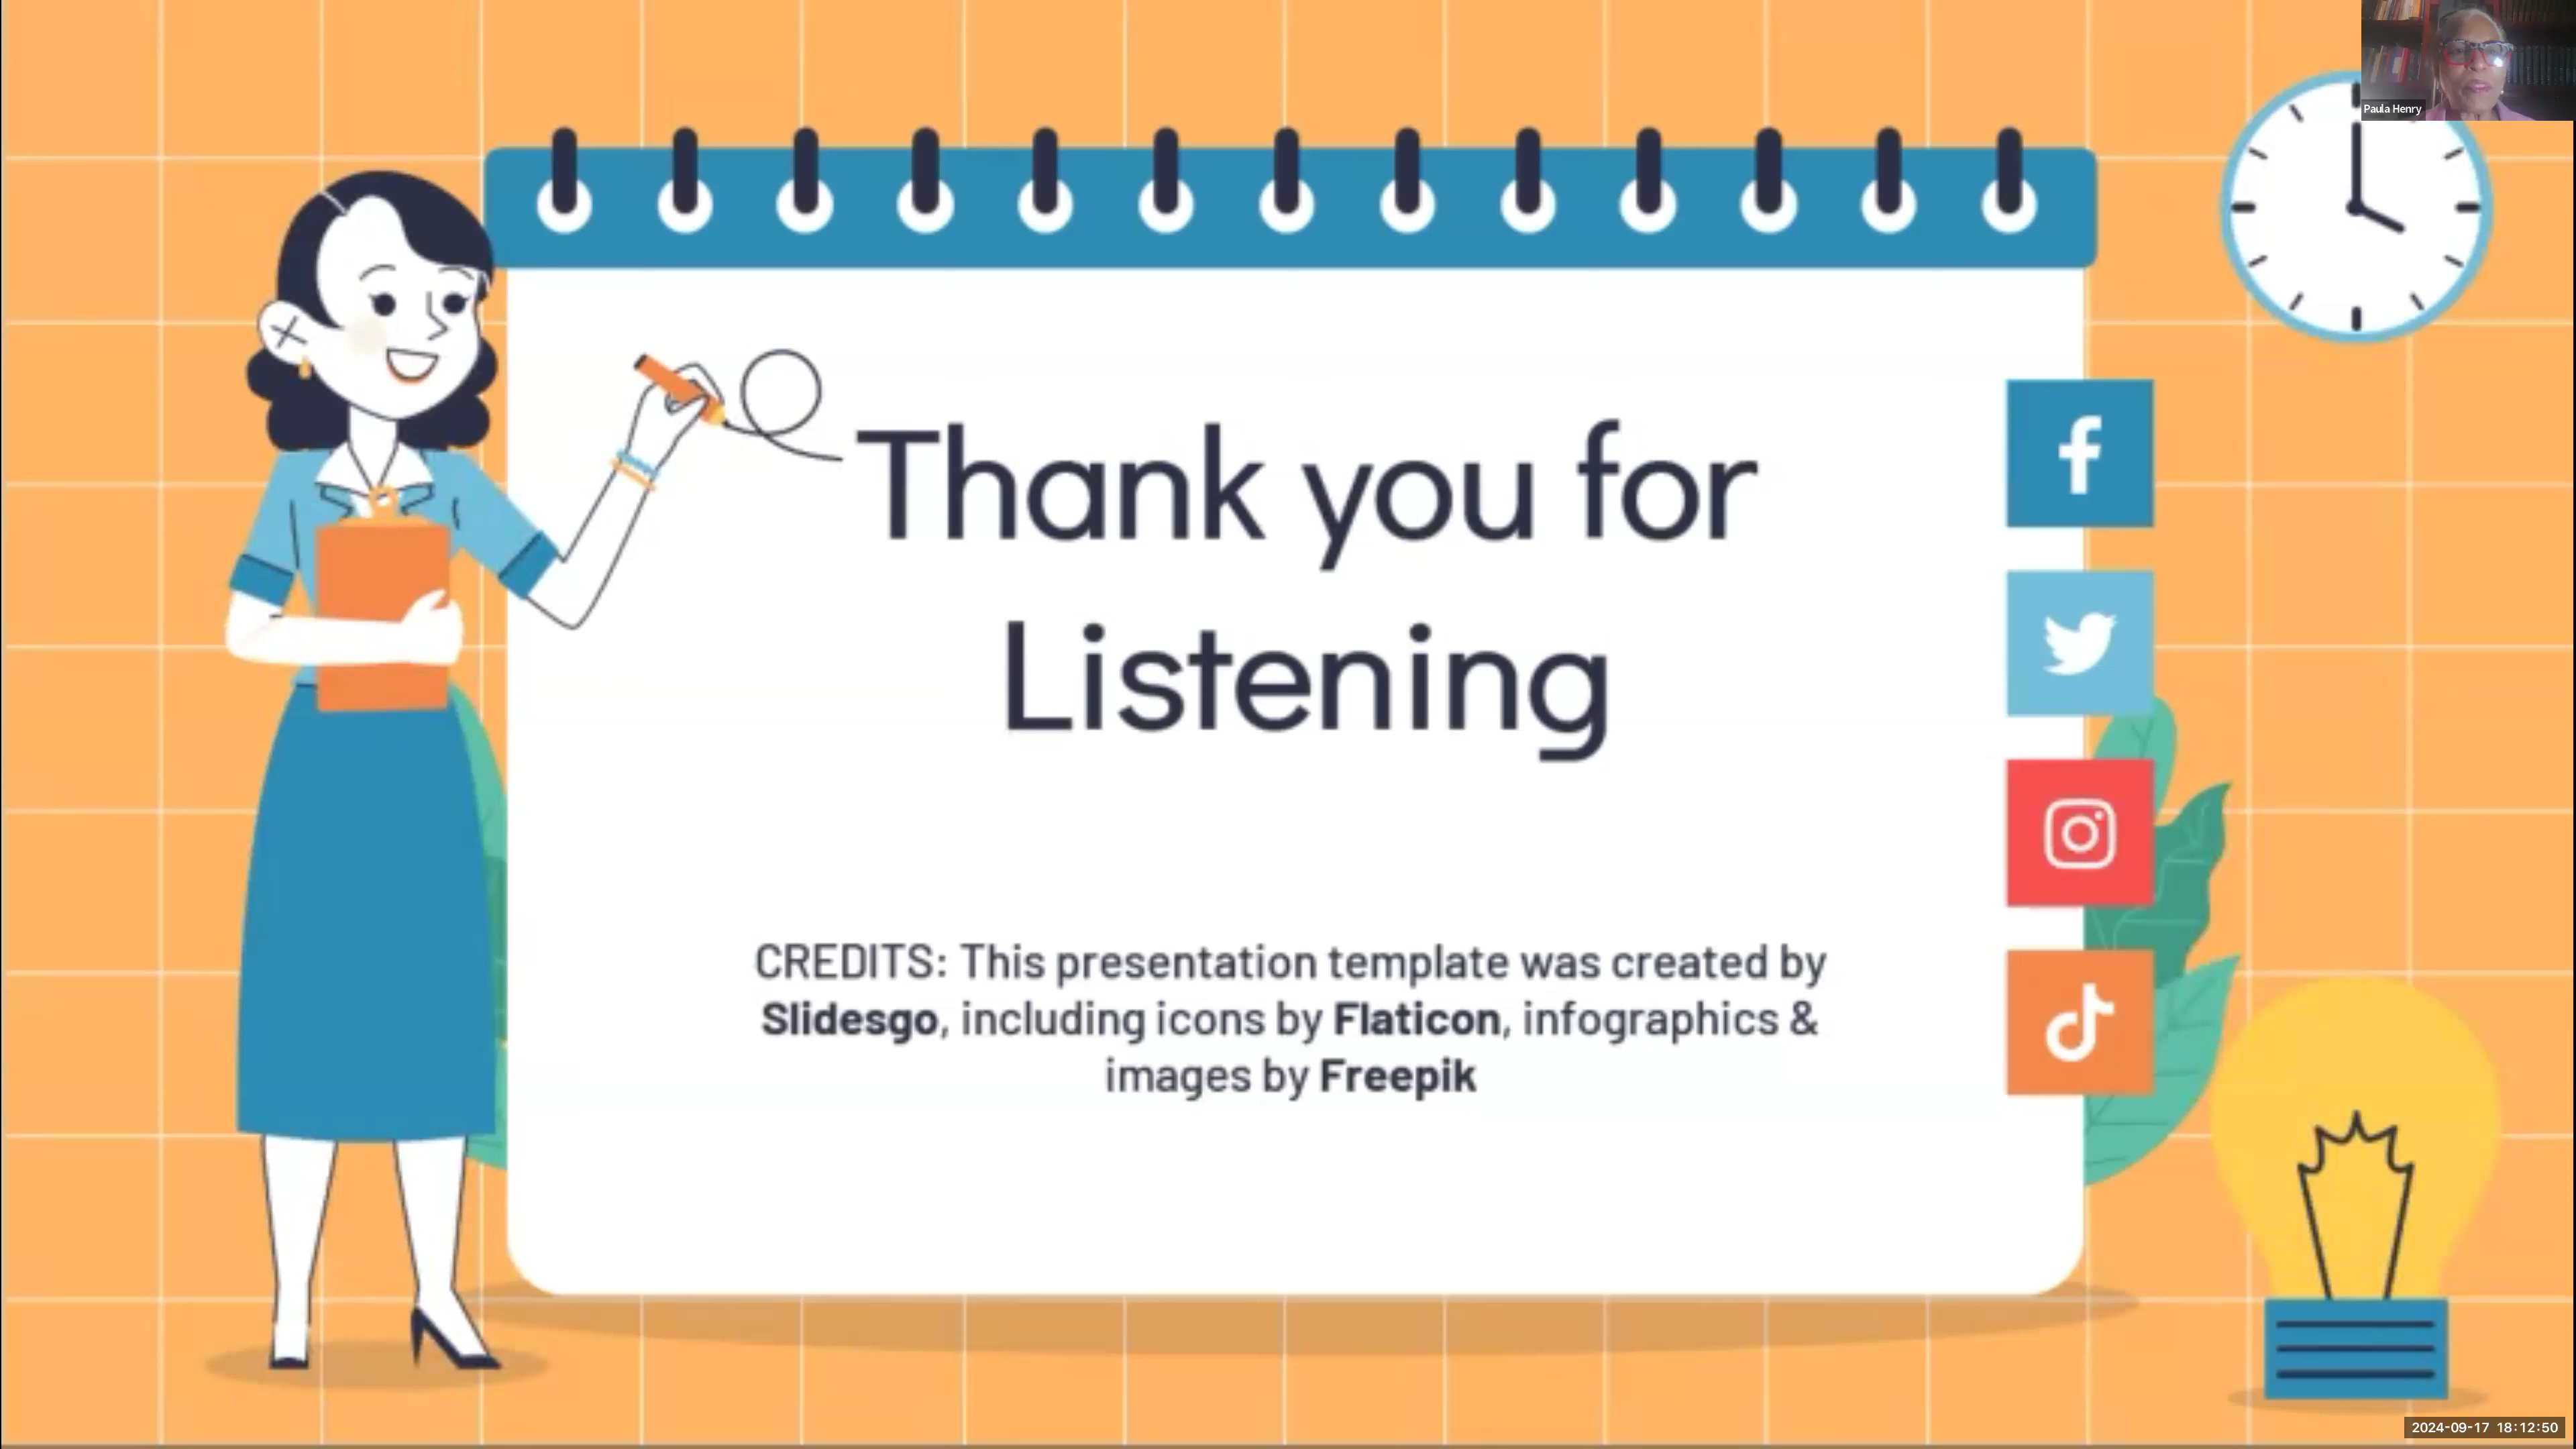 Paula Henry
Thank you for
Listening
CREDITS: This presentation template was created by
Slidesgo, including icons by Flaticon, infographics &
images by Freepik
2024-09-17 18:12:50